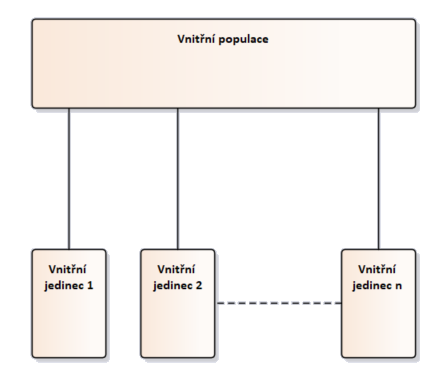 Vnitřní populace
Vnitřní
jedinec 1
Vnitřní
jedinec 2
Vnitřní
jedinec n